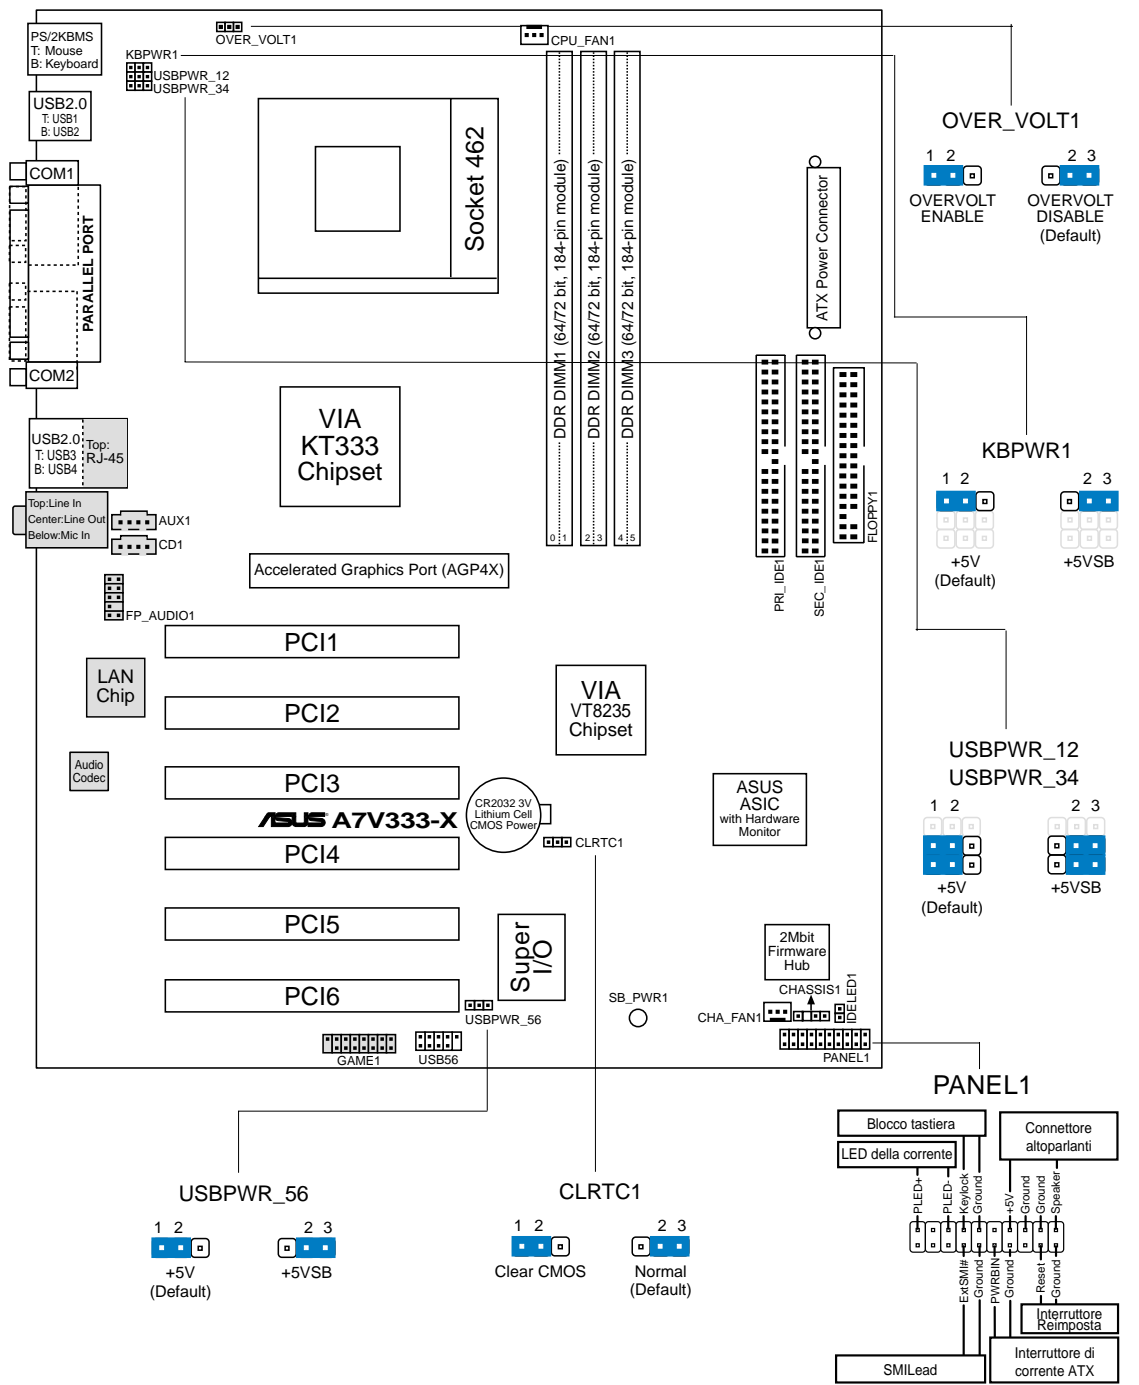 PS/2KBMS
T: Mouse
B: Keyboard
OVER_VOLT1
CPU_FAN1
KBPWR1
USBPWR_12
USBPWR_34
USB2.0
T: USB1
B: USB2
COM1
PARALLEL PORT
COM2
Socket 462
DDR DIMM1 (64/72 bit, 184-pin module)
DDR DIMM2 (64/72 bit, 184-pin module)
DDR DIMM3 (64/72 bit, 184-pin module)
0 1
2 3
4 5
ATX Power Connector
OVER_VOLT1
1 2
2 3
OVERVOLT
ENABLE
OVERVOLT
DISABLE
(Default)
VIA
KT333
Chipset
USB2.0
T: USB3
B: USB4
Top:
RJ-45
Top:Line In
Center:Line Out
Below:Mic In
AUX1
CD1
FP_AUDIO1
Accelerated Graphics Port (AGP4X)
PRI_IDE1
SEC_IDE1
FLOPPY1
KBPWR1
1 2
2 3
+5V
(Default)
+5VSB
PCI1
PCI2
PCI3
PCI4
PCI5
PCI6
LAN
Chip
Audio
Codec
VIA
VT8235
Chipset
ASUS A7V333-X
CR2032 3V
Lithium Cell
CMOS Power
CLRTC1
ASUS
ASIC
with Hardware
Monitor
USBPWR_12
USBPWR_34
1 2
2 3
+5V
(Default)
+5VSB
Super
I/O
2Mbit
Firmware
Hub
SB_PWR1
CHASSIS1
CHA_FAN1
IDELED1
USBPWR_56
GAME1
USB56
PANEL1
PANEL1
Blocco tastiera
LED della corrente
Connettore
altoparlanti
PLED+
PLED-
Keylock
Ground
+5V
Ground
Ground
Speaker
ExtSMI#
Ground
PWRBIN
Ground
Reset
Ground
Interruttore
Reimposta
SMILead
Interruttore di
corrente ATX
USBPWR_56
1 2
2 3
+5V
(Default)
+5VSB
CLRTC1
1 2
2 3
Clear CMOS
Normal
(Default)